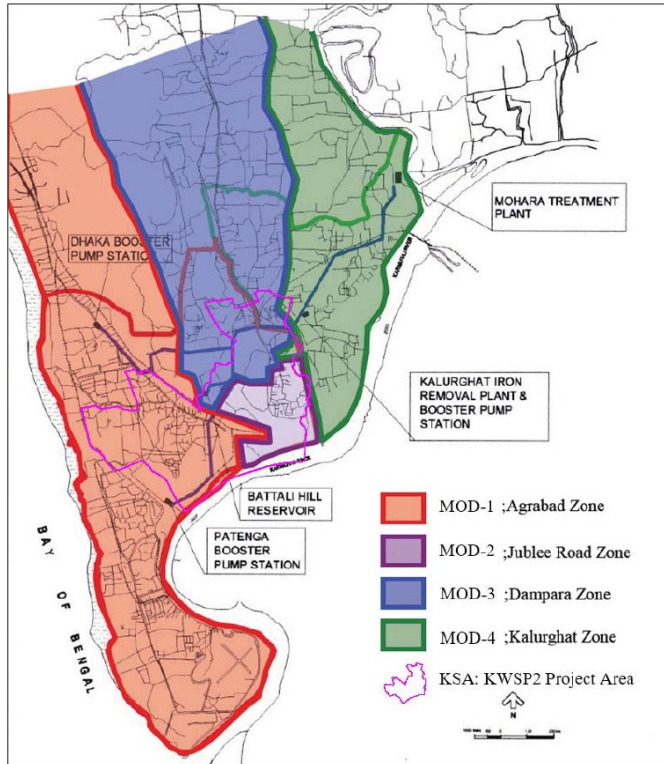 MOHARA TREATMENT
PLANT
DHAKA BOOSTER
PUMP STATION
KALURGHAT IRON
REMOVAL PLANT &
BOOSTER PUMP
STATION
BATTALI HILL
RESERVOIR
PATENGA
BOOSTER
PUMP STATION
BAY OF BENGAL
MOD-1 ;Agrabad Zone
MOD-2 ;Jublee Road Zone
MOD-3 ;Dampara Zone
MOD-4 ;Kalurghat Zone
KSA: KWSP2 Project Area
N